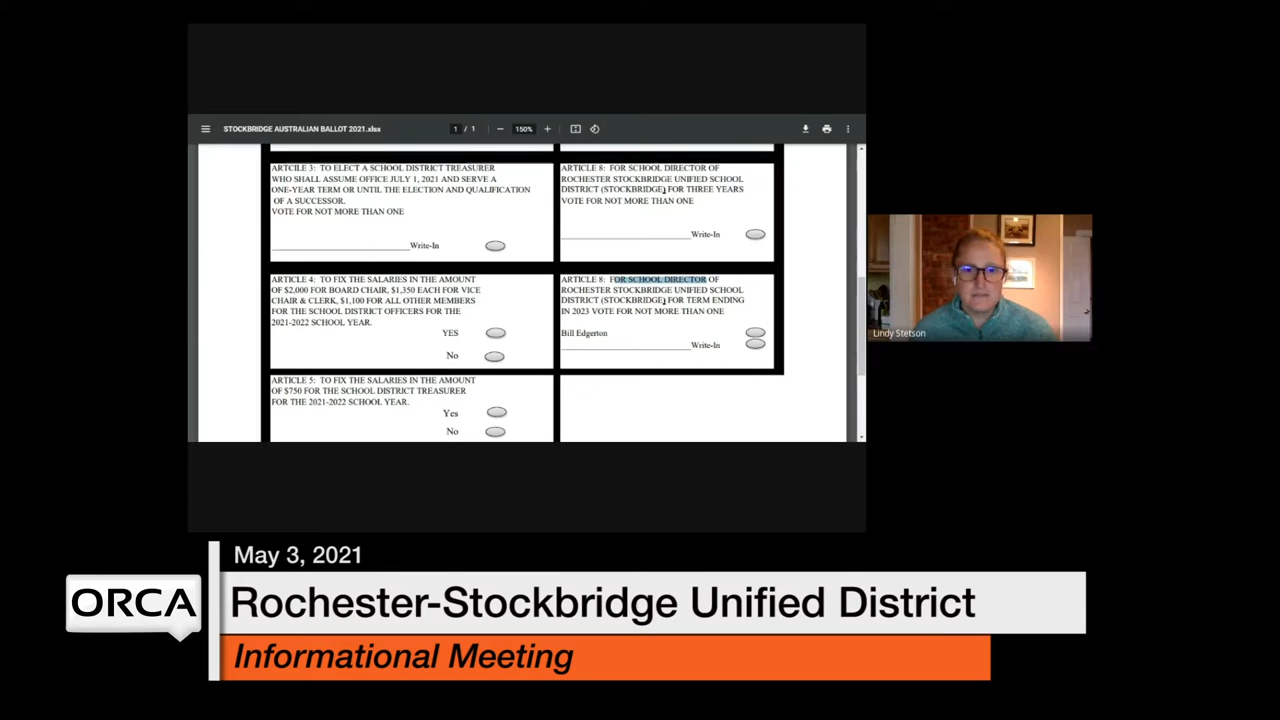 STOCKBRIDGE AUSTRALIAN BALLOT 2021.xlsx
1 / 1
150%
ARTCILE 3: TO ELECT A SCHOOL DISTRICT TREASURER
WHO SHALL ASSUME OFFICE JULY 1, 2021 AND SERVE A
ONE-YEAR TERM OR UNTIL THE ELECTION AND QUALIFICATION
OF A SUCCESSOR.
VOTE FOR NOT MORE THAN ONE
Write-In
ARTICLE 8: FOR SCHOOL DIRECTOR OF
ROCHESTER STOCKBRIDGE UNIFIED SCHOOL
DISTRICT (STOCKBRIDGE) FOR THREE YEARS
VOTE FOR NOT MORE THAN ONE
Write-In
ARTICLE 4: TO FIX THE SALARIES IN THE AMOUNT
OF $2,000 FOR BOARD CHAIR, $1,350 EACH FOR VICE
CHAIR & CLERK, $1,100 FOR ALL OTHER MEMBERS
FOR THE SCHOOL DISTRICT OFFICERS FOR THE
2021-2022 SCHOOL YEAR.
YES
No
ARTICLE 8: FOR SCHOOL DIRECTOR OF
ROCHESTER STOCKBRIDGE UNIFIED SCHOOL
DISTRICT (STOCKBRIDGE) FOR TERM ENDING
IN 2023 VOTE FOR NOT MORE THAN ONE
Bill Edgerton
Write-In
ARTICLE 5: TO FIX THE SALARIES IN THE AMOUNT
OF $750 FOR THE SCHOOL DISTRICT TREASURER
FOR THE 2021-2022 SCHOOL YEAR.
Yes
No
Lindy Stetson
May 3, 2021
ORCA
Rochester-Stockbridge Unified District
Informational Meeting